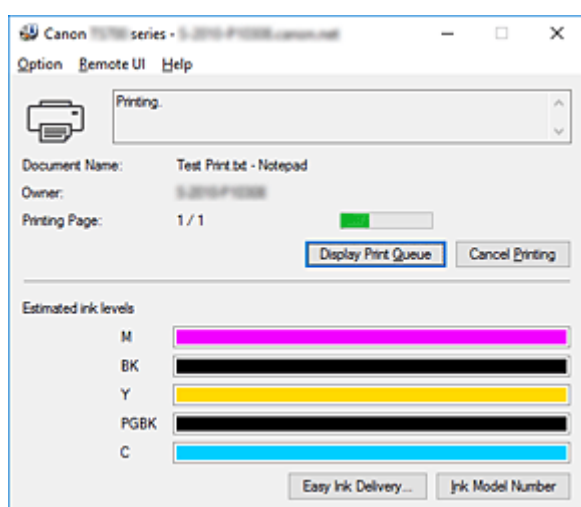 Canon series -
Option Remote UI Help
Printing.
Document Name: Test Print.txt - Notepad
Owner:
Printing Page: 1 / 1
Display Print Queue Cancel Printing
Estimated ink levels
M
BK
Y
PGBK
C
Easy Ink Delivery... Ink Model Number